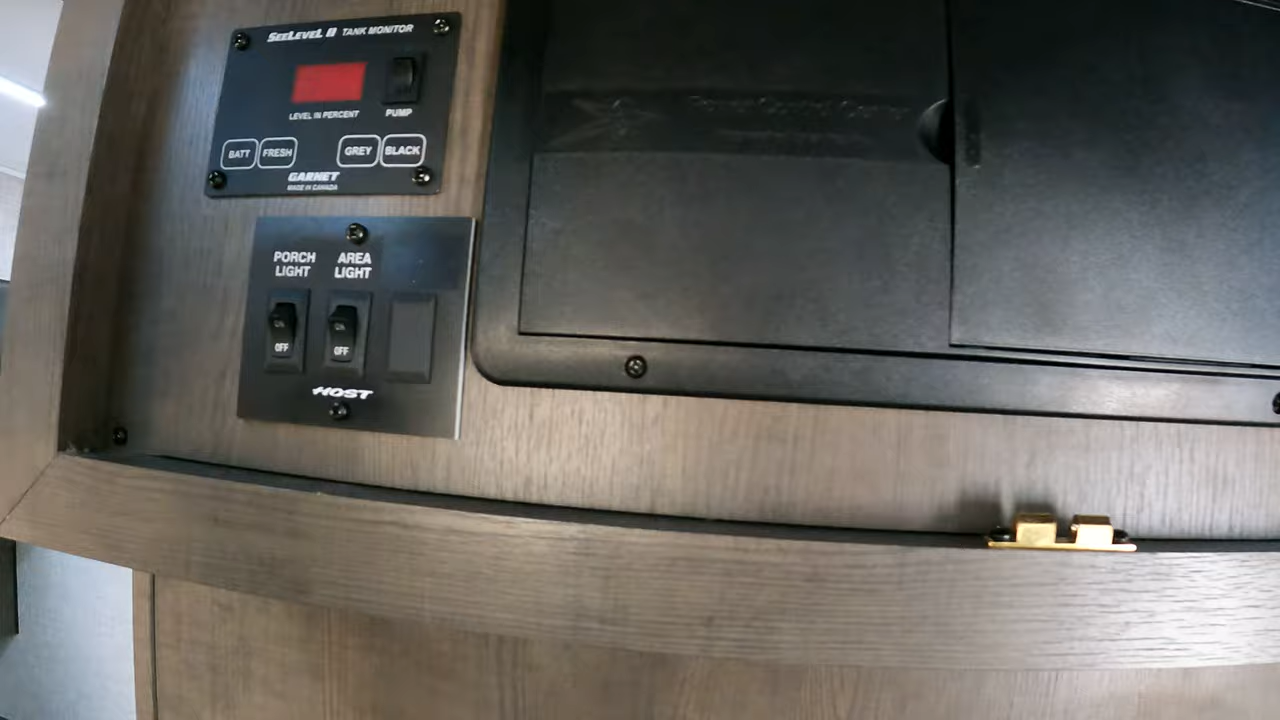 SEELEVEL II TANK MONITOR
LEVEL IN PERCENT
PUMP
BATT FRESH GREY BLACK
GARNET
MADE IN CANADA
PORCH LIGHT
AREA LIGHT
ON ON
OFF OFF
HOST